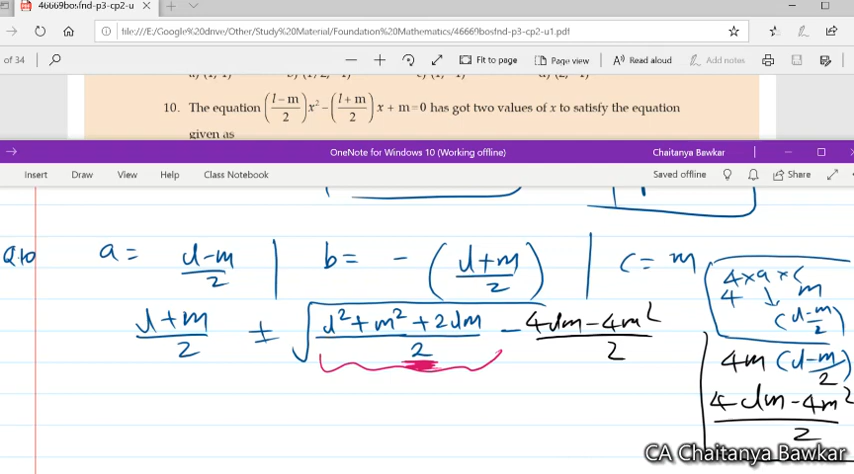 46669bosfnd-p3-cp2-u
file:///E:/Google%20drive/Other/Study%20Material/Foundation%20Mathematics/46669bosfnd-p3-cp2-u1.pdf
of 34
Fit to page
Page view
Read aloud
Add notes
10. The equation ((l−m)/2)x² − ((l+m)/2)x + m = 0 has got two values of x to satisfy the equation
given as
OneNote for Windows 10 (Working offline)
Chaitanya Bawkar
Insert
Draw
View
Help
Class Notebook
Saved offline
Share
Q10
a = (l−m)/2 | b = −((l+m)/2) | c = m
(l+m)/2 ± √(l²+m²+2lm)/2 − (4lm−4m²)/2
4×a×c
4 m
((l−m)/2)
4m ((l−m)/2)
(4lm−4m²)/2
CA Chaitanya Bawkar